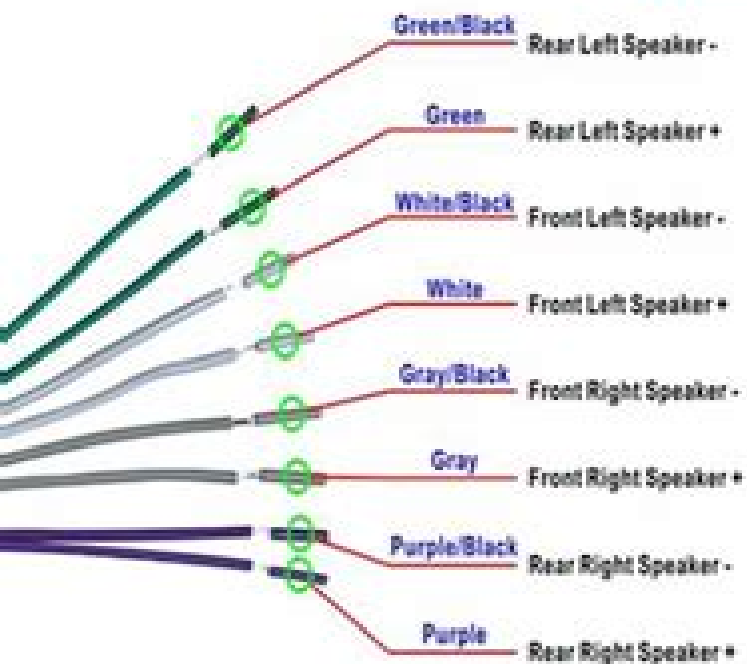 Green/Black
Rear Left Speaker -
Green
Rear Left Speaker +
White/Black
Front Left Speaker -
White
Front Left Speaker +
Gray/Black
Front Right Speaker -
Gray
Front Right Speaker +
Purple/Black
Rear Right Speaker -
Purple
Rear Right Speaker +